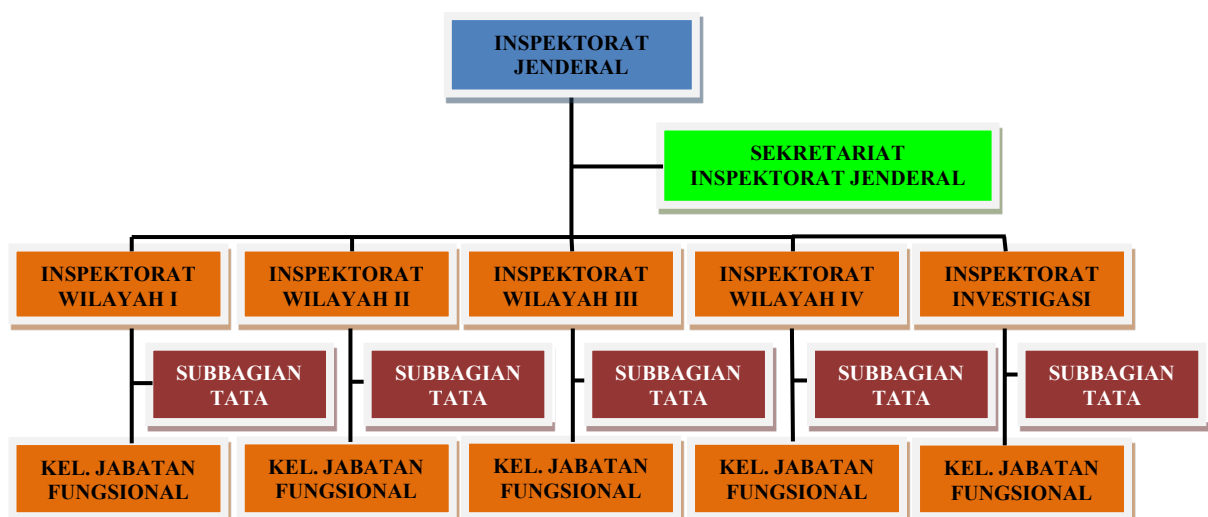 INSPEKTORAT
JENDERAL
SEKRETARIAT
INSPEKTORAT JENDERAL
INSPEKTORAT
WILAYAH I
INSPEKTORAT
WILAYAH II
INSPEKTORAT
WILAYAH III
INSPEKTORAT
WILAYAH IV
INSPEKTORAT
INVESTIGASI
SUBBAGIAN
TATA
SUBBAGIAN
TATA
SUBBAGIAN
TATA
SUBBAGIAN
TATA
SUBBAGIAN
TATA
KEL. JABATAN
FUNGSIONAL
KEL. JABATAN
FUNGSIONAL
KEL. JABATAN
FUNGSIONAL
KEL. JABATAN
FUNGSIONAL
KEL. JABATAN
FUNGSIONAL